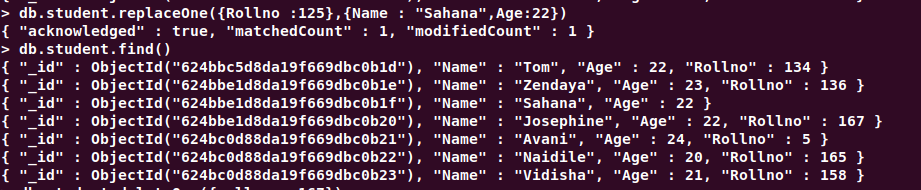 > db.student.replaceOne({Rollno :125},{Name : "Sahana",Age:22})
{ "acknowledged" : true, "matchedCount" : 1, "modifiedCount" : 1 }
> db.student.find()
{ "_id" : ObjectId("624bbc5d8da19f669dbc0b1d"), "Name" : "Tom", "Age" : 22, "Rollno" : 134 }
{ "_id" : ObjectId("624bbe1d8da19f669dbc0b1e"), "Name" : "Zendaya", "Age" : 23, "Rollno" : 136 }
{ "_id" : ObjectId("624bbe1d8da19f669dbc0b1f"), "Name" : "Sahana", "Age" : 22 }
{ "_id" : ObjectId("624bbe1d8da19f669dbc0b20"), "Name" : "Josephine", "Age" : 22, "Rollno" : 167 }
{ "_id" : ObjectId("624bc0d88da19f669dbc0b21"), "Name" : "Avani", "Age" : 24, "Rollno" : 5 }
{ "_id" : ObjectId("624bc0d88da19f669dbc0b22"), "Name" : "Naidile", "Age" : 20, "Rollno" : 165 }
{ "_id" : ObjectId("624bc0d88da19f669dbc0b23"), "Name" : "Vidisha", "Age" : 21, "Rollno" : 158 }